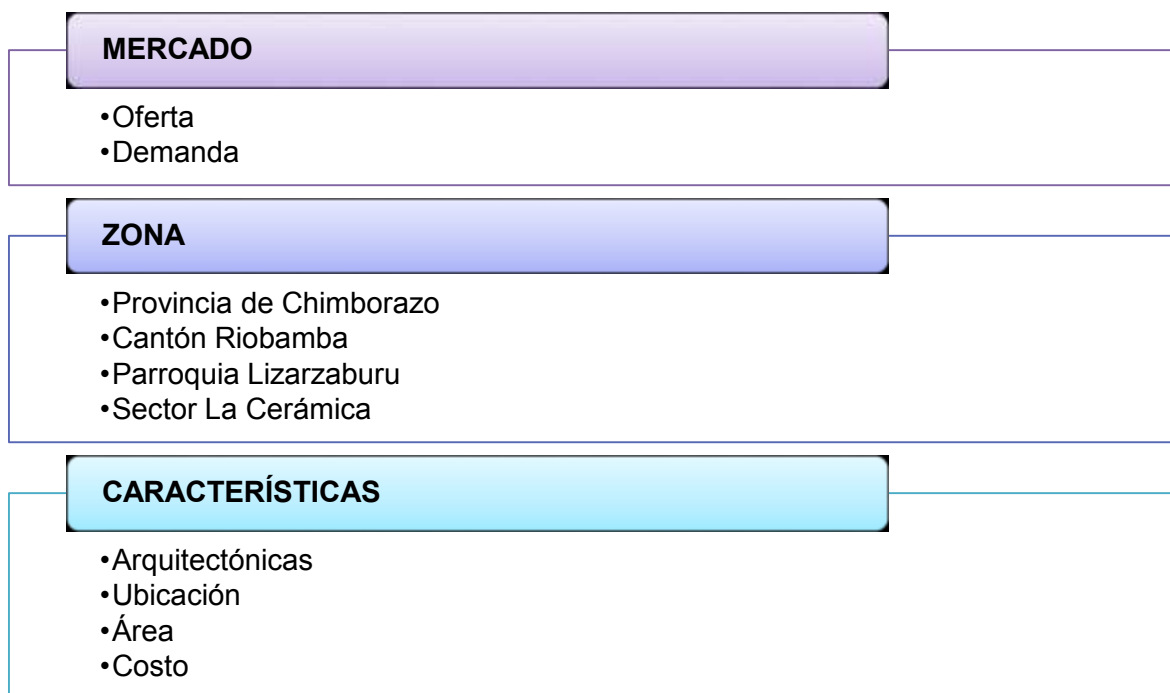 MERCADO
•Oferta
•Demanda
ZONA
•Provincia de Chimborazo
•Cantón Riobamba
•Parroquia Lizarzaburu
•Sector La Cerámica
CARACTERÍSTICAS
•Arquitectónicas
•Ubicación
•Área
•Costo